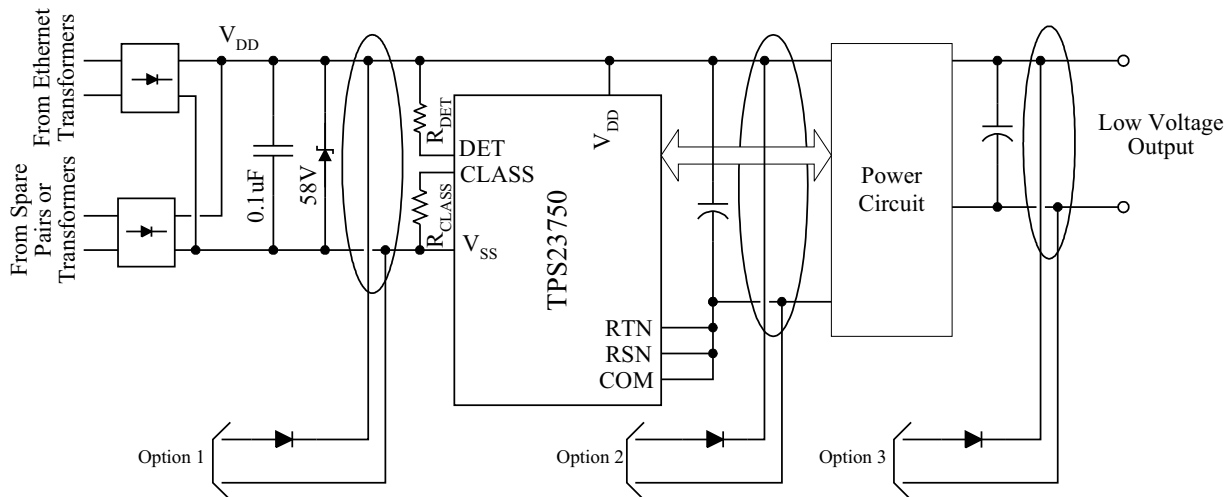 From Ethernet
Transformers
V_DD
From Spare
Pairs or
Transformers
0.1uF
58V
R_DET
R_CLASS
DET
CLASS
V_SS
V_DD
TPS23750
RTN
RSN
COM
Power
Circuit
Low Voltage
Output
Option 1
Option 2
Option 3